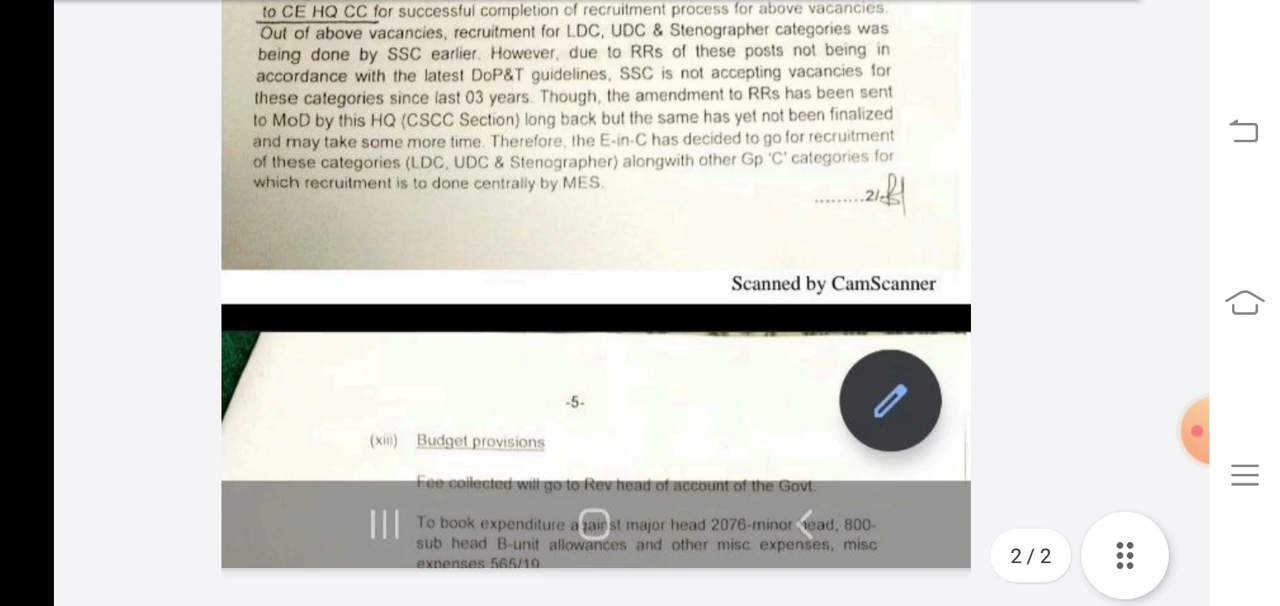 to CE HQ CC for successful completion of recruitment process for above vacancies.
Out of above vacancies, recruitment for LDC, UDC & Stenographer categories was
being done by SSC earlier. However, due to RRs of these posts not being in
accordance with the latest DoP&T guidelines, SSC is not accepting vacancies for
these categories since last 03 years. Though, the amendment to RRs has been sent
to MoD by this HQ (CSCC Section) long back but the same has yet not been finalized
and may take some more time. Therefore, the E-in-C has decided to go for recruitment
of these categories (LDC, UDC & Stenographer) alongwith other Gp 'C' categories for
which recruitment is to done centrally by MES.
.........2/-
Scanned by CamScanner
-5-
(xiii) Budget provisions
Fee collected will go to Rev head of account of the Govt.
To book expenditure against major head 2076-minor head, 800-
sub head B-unit allowances and other misc. expenses, misc
expenses 565/19
2 / 2